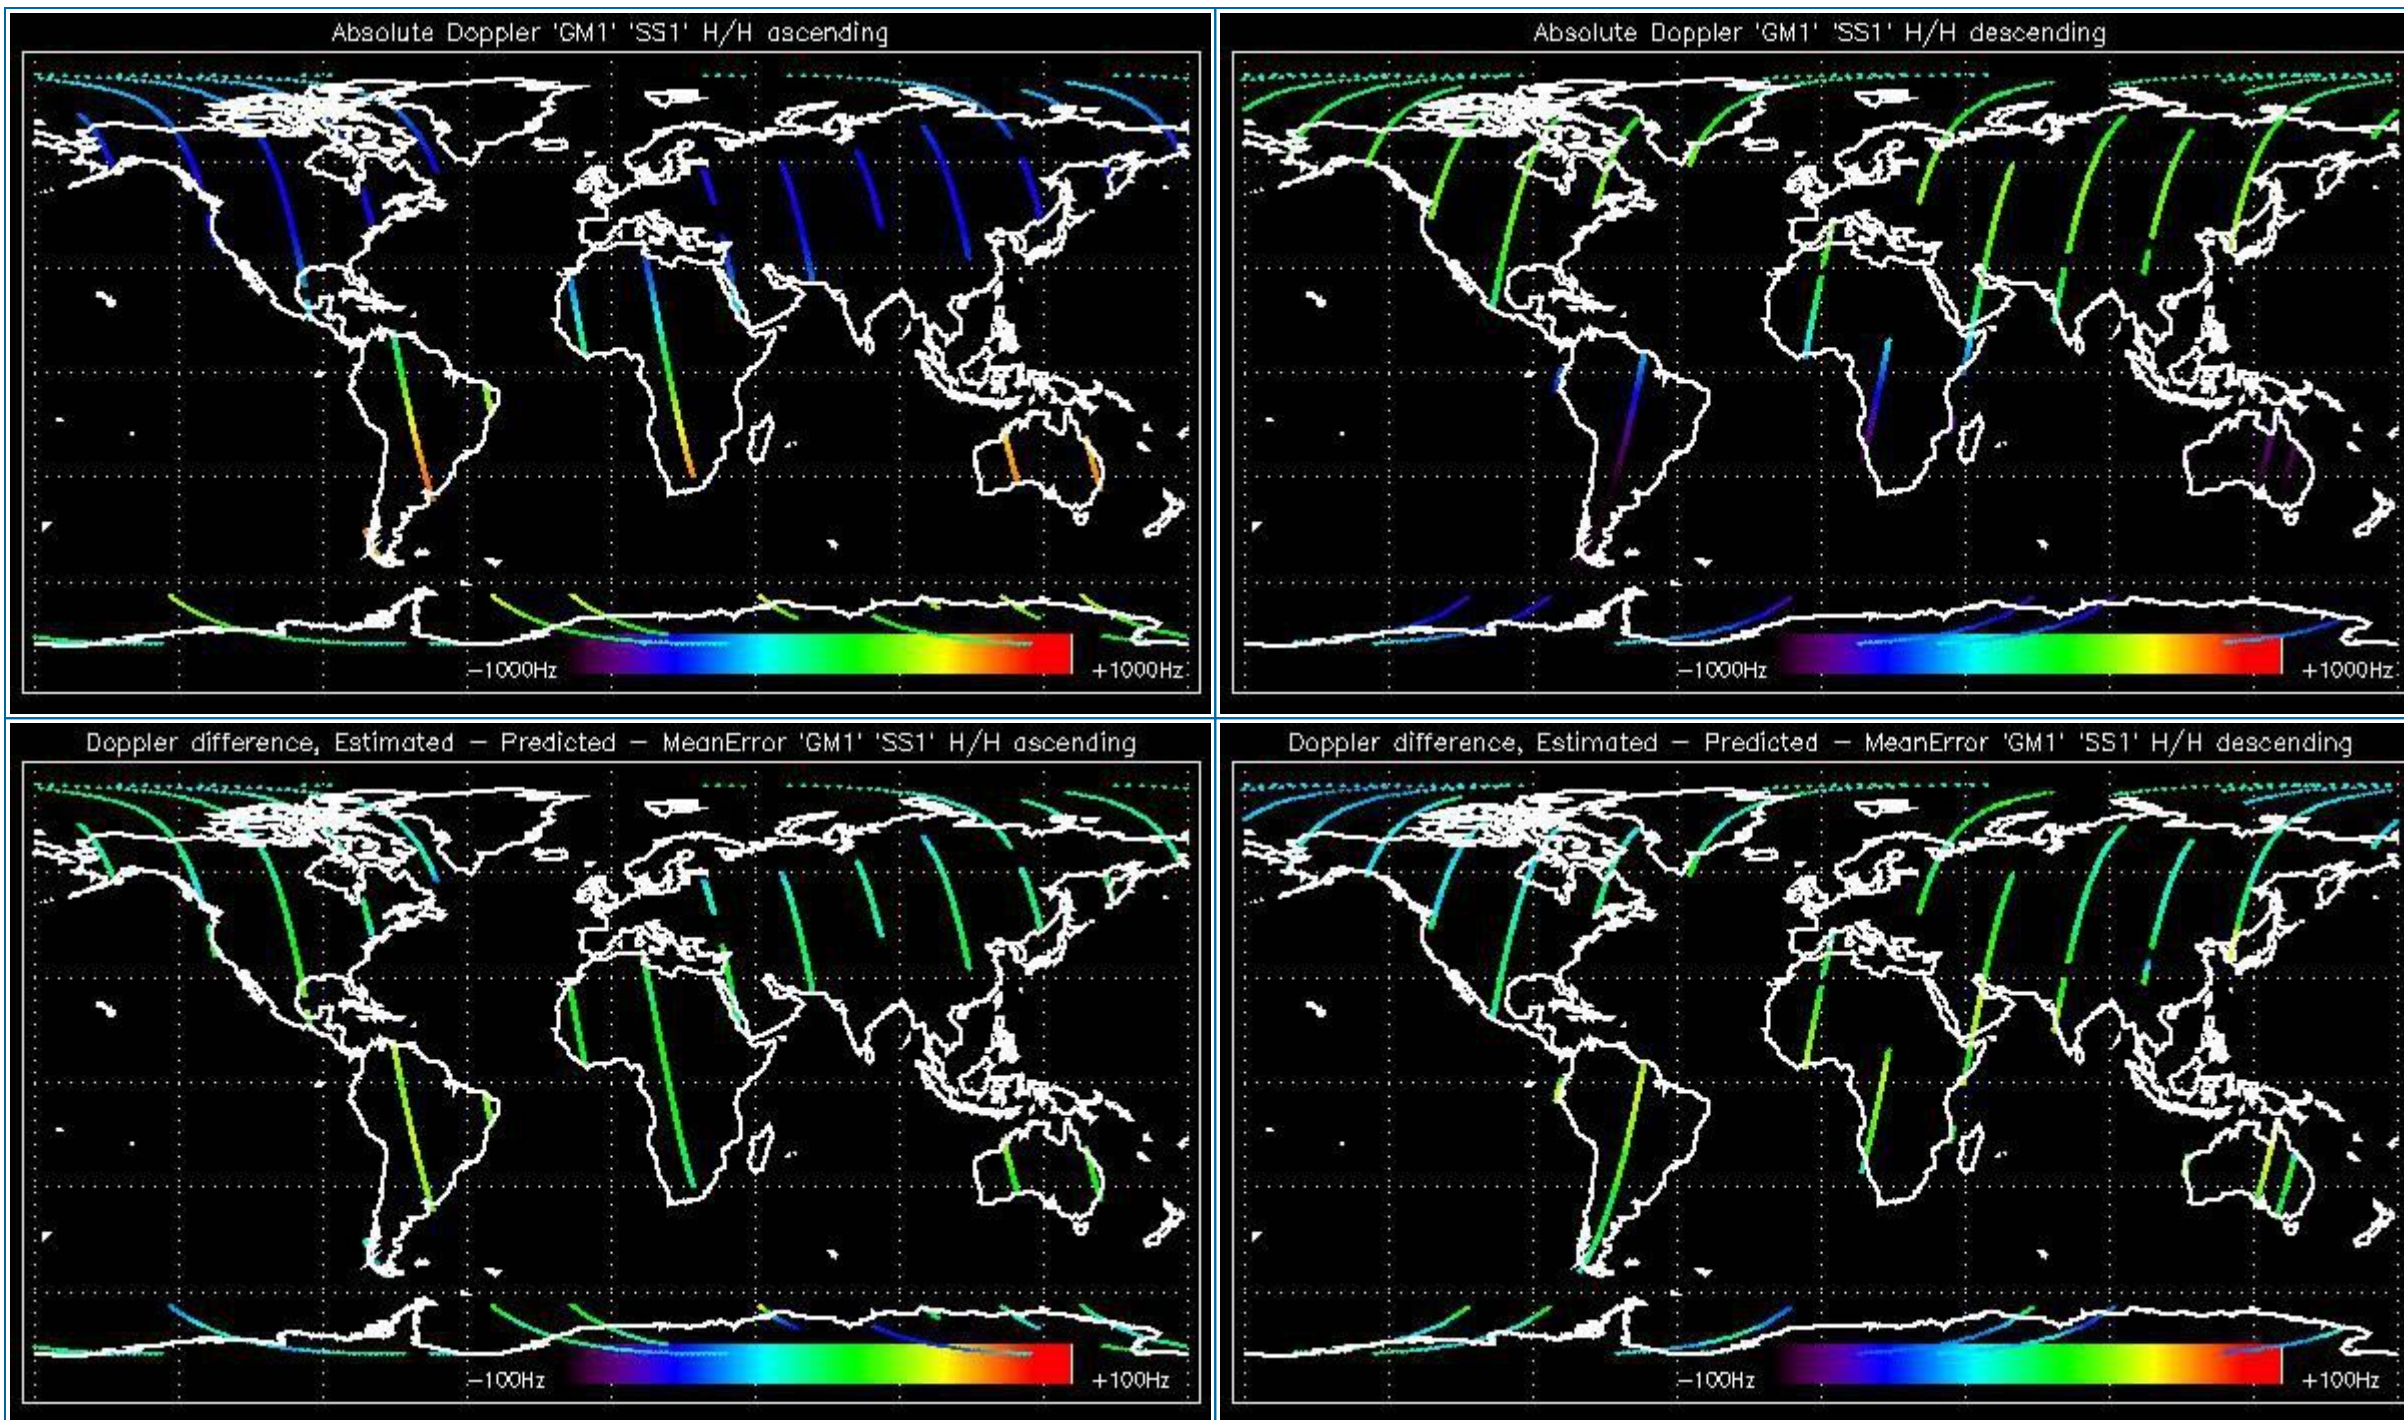 Absolute Doppler 'GM1' 'SS1' H/H ascending
-1000Hz
+1000Hz
Absolute Doppler 'GM1' 'SS1' H/H descending
-1000Hz
+1000Hz
Doppler difference, Estimated - Predicted - MeanError 'GM1' 'SS1' H/H ascending
-100Hz
+100Hz
Doppler difference, Estimated - Predicted - MeanError 'GM1' 'SS1' H/H descending
-100Hz
+100Hz